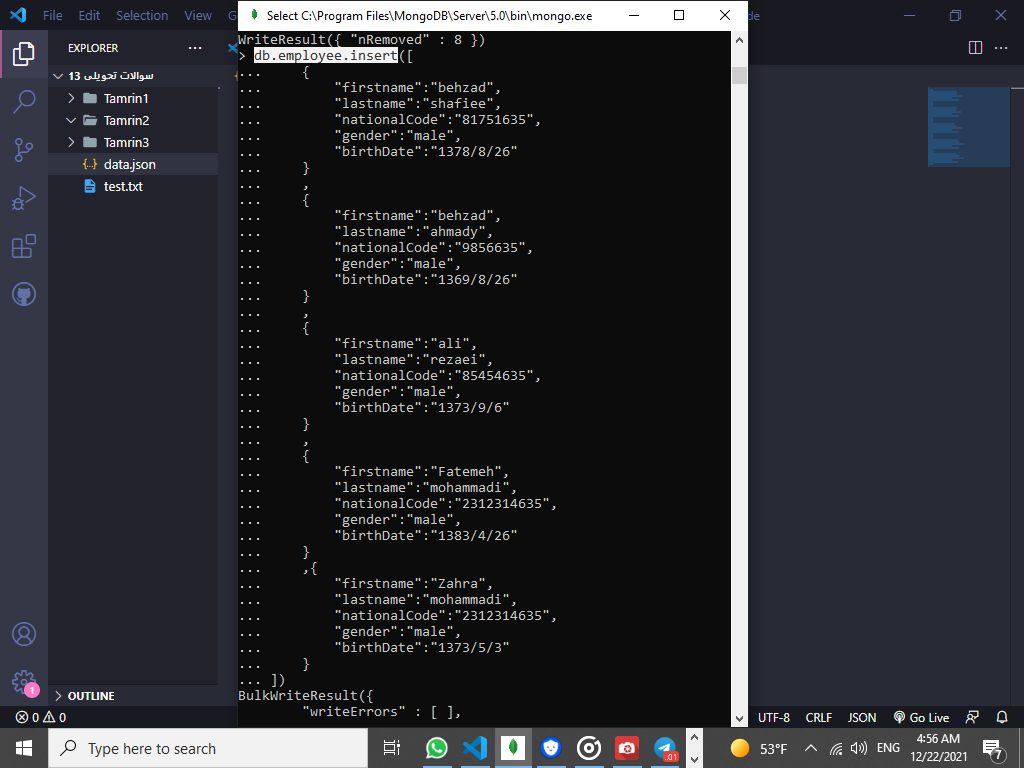 File Edit Selection View G
Select C:\Program Files\MongoDB\Server\5.0\bin\mongo.exe
de
EXPLORER
سوالات تحویلی 13
Tamrin1
Tamrin2
Tamrin3
{..} data.json
test.txt
OUTLINE
WriteResult({ "nRemoved" : 8 })
> db.employee.insert([
... {
... "firstname":"behzad",
... "lastname":"shafiee",
... "nationalCode":"81751635",
... "gender":"male",
... "birthDate":"1378/8/26"
... }
... ,
... {
... "firstname":"behzad",
... "lastname":"ahmady",
... "nationalCode":"9856635",
... "gender":"male",
... "birthDate":"1369/8/26"
... }
... ,
... {
... "firstname":"ali",
... "lastname":"rezaei",
... "nationalCode":"85454635",
... "gender":"male",
... "birthDate":"1373/9/6"
... }
... ,
... {
... "firstname":"Fatemeh",
... "lastname":"mohammadi",
... "nationalCode":"2312314635",
... "gender":"male",
... "birthDate":"1383/4/26"
... }
... ,{
... "firstname":"Zahra",
... "lastname":"mohammadi",
... "nationalCode":"2312314635",
... "gender":"male",
... "birthDate":"1373/5/3"
... }
... ])
BulkWriteResult({
"writeErrors" : [ ],
1
0 0
UTF-8 CRLF JSON Go Live
Type here to search
.01
53°F
ENG
4:56 AM
12/22/2021
7